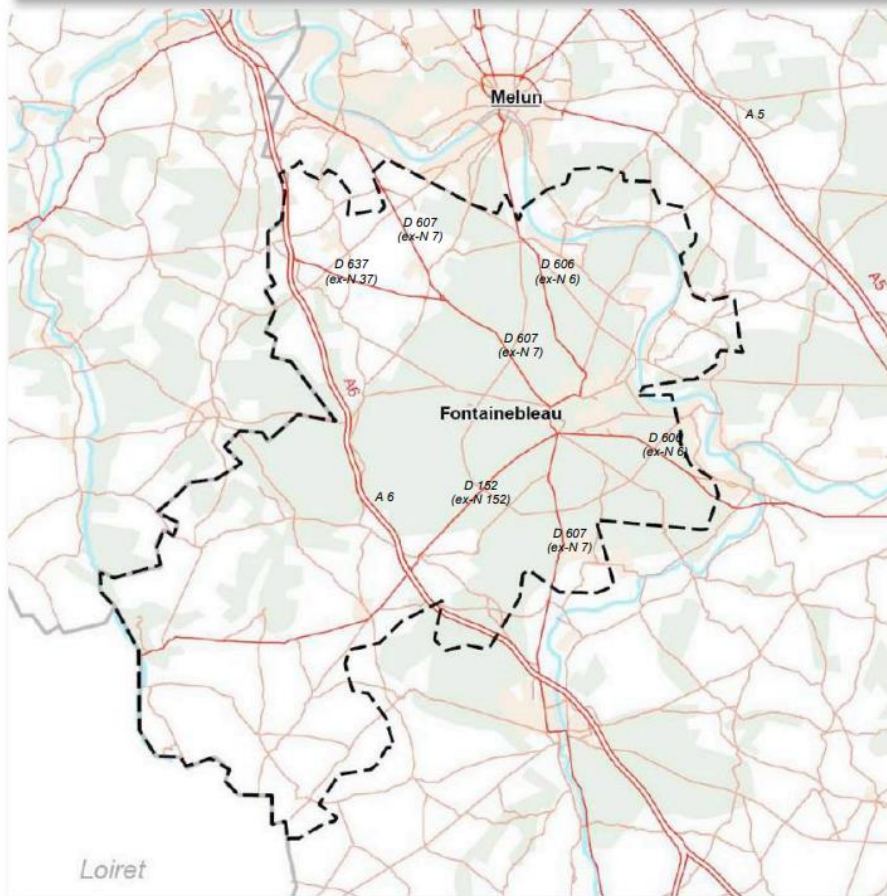 Melun
A 5
D 607
(ex-N 7)
D 637
(ex-N 37)
D 606
(ex-N 6)
A5
D 607
(ex-N 7)
A6
Fontainebleau
D 606
(ex-N 6)
D 152
(ex-N 152)
A 6
D 607
(ex-N 7)
Loiret